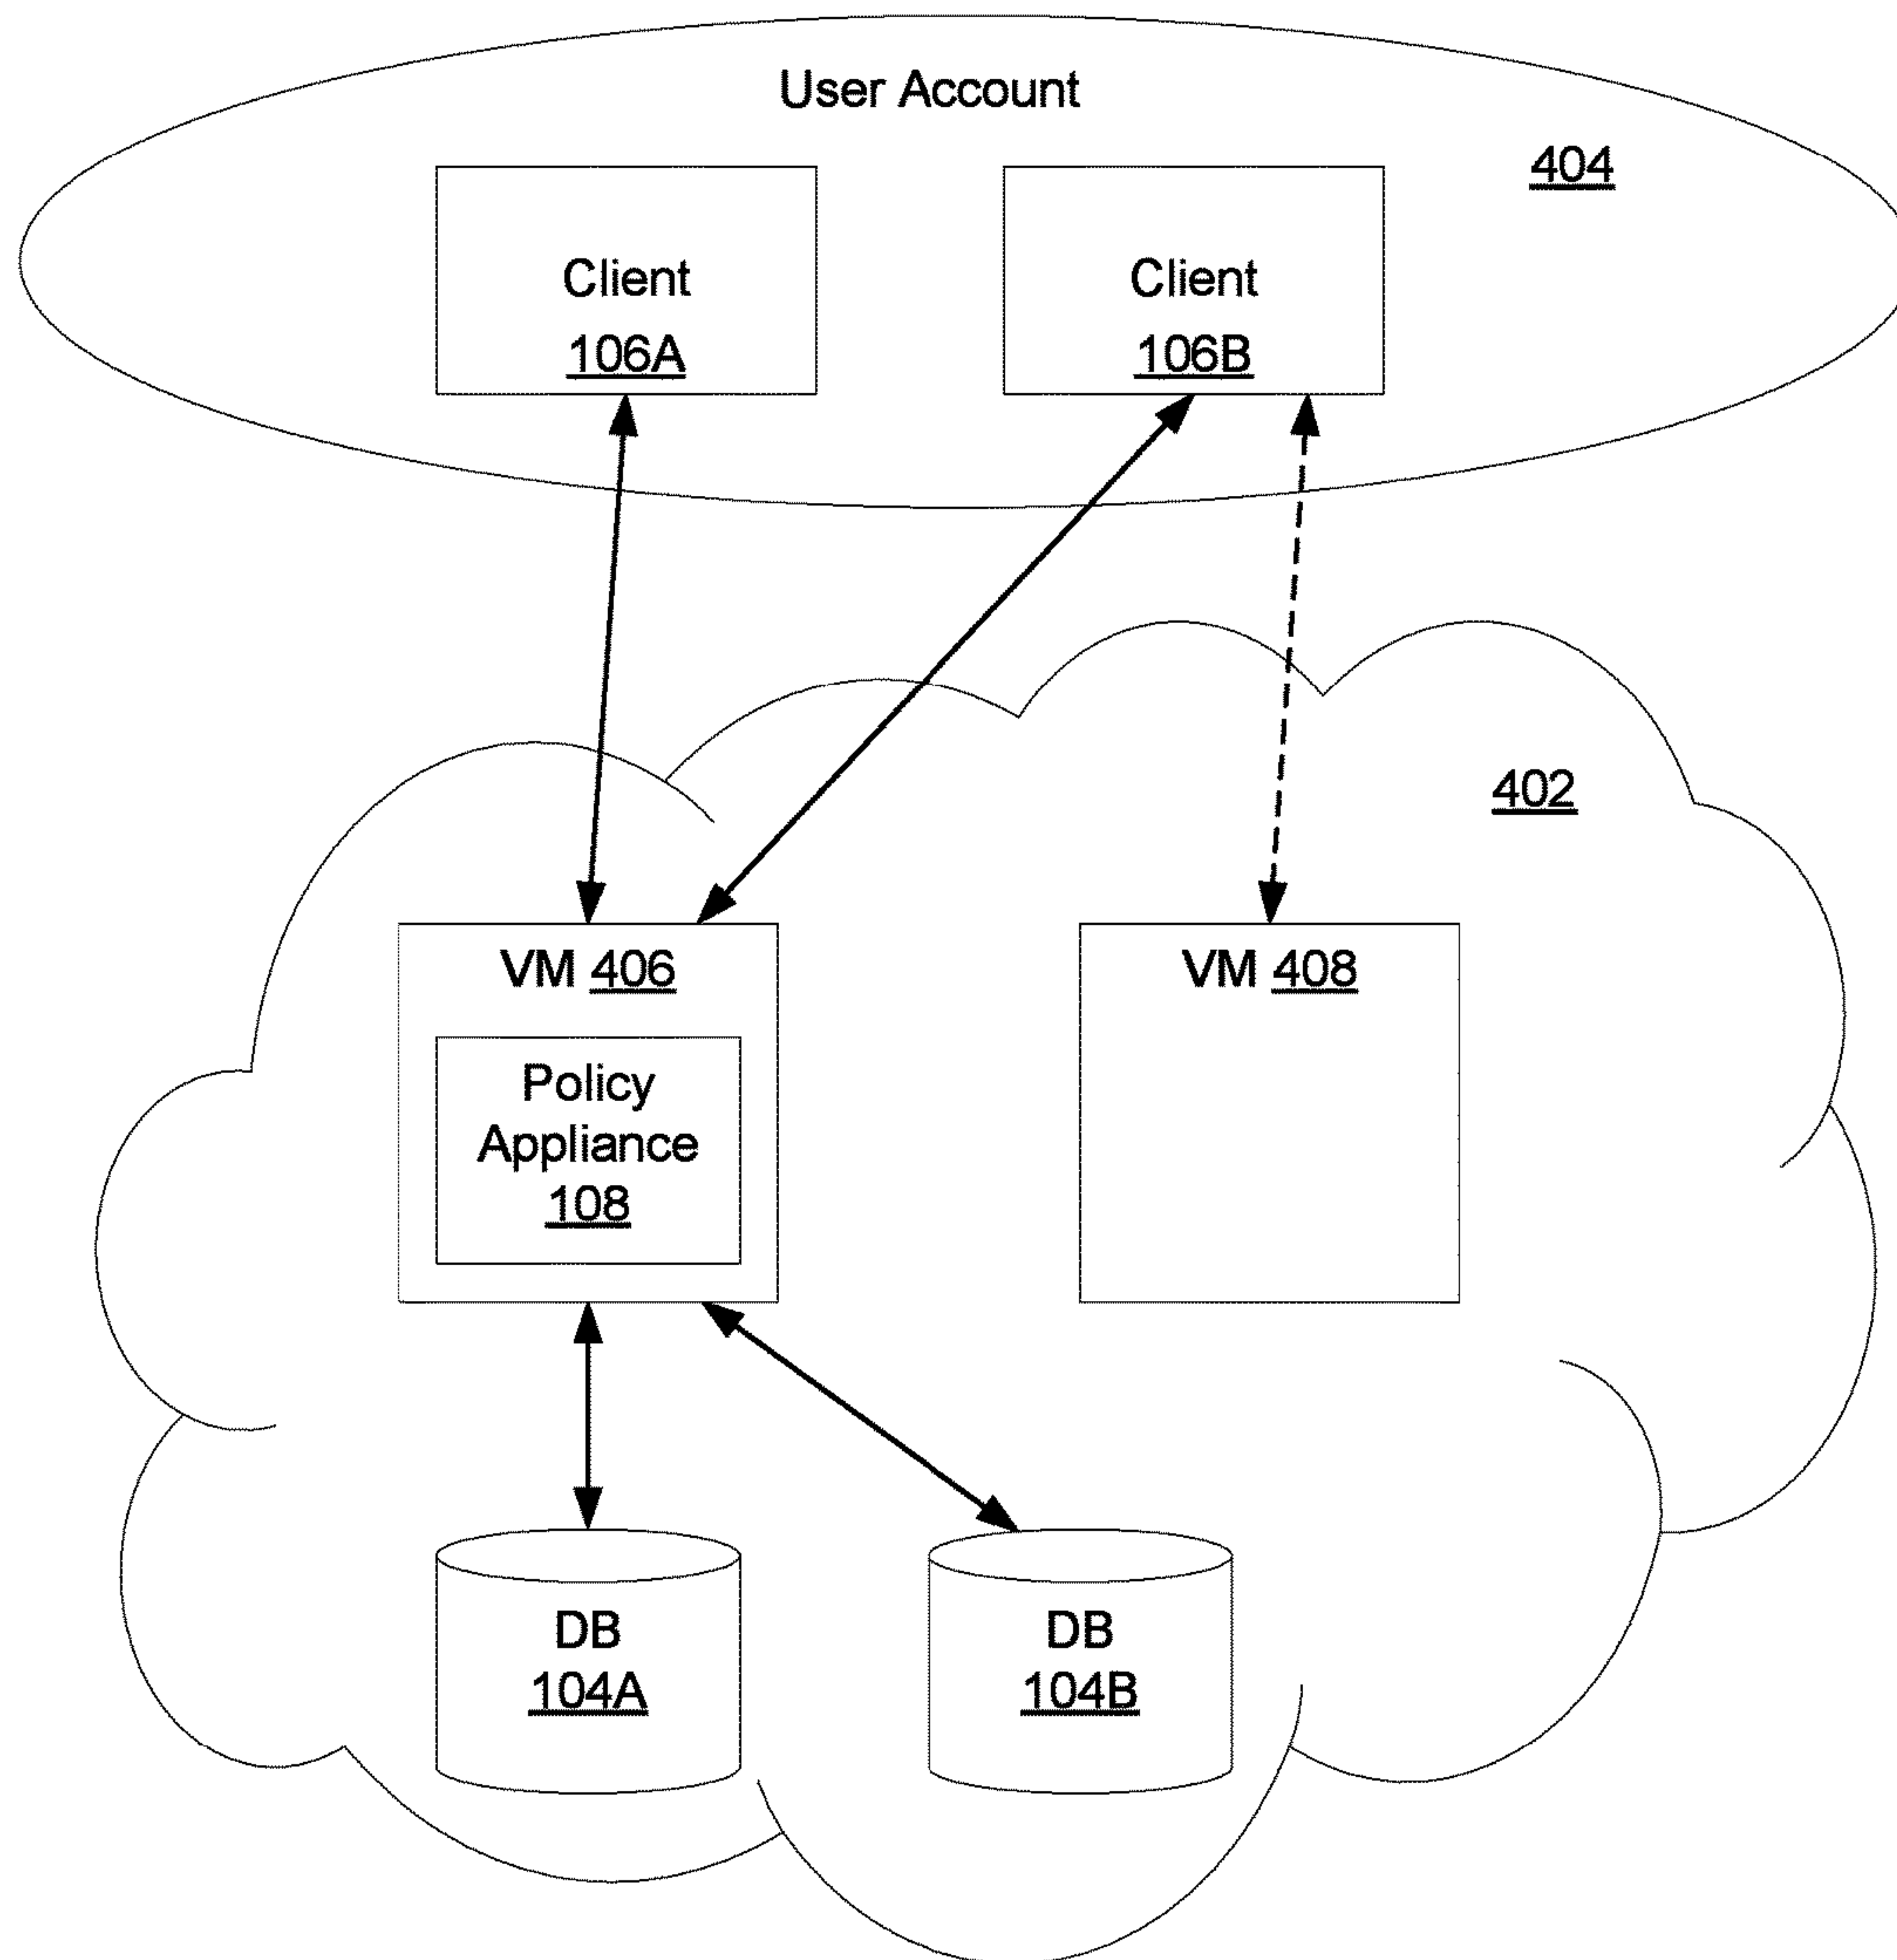 User Account
404
Client
106A
Client
106B
402
VM 406
Policy
Appliance
108
VM 408
DB
104A
DB
104B